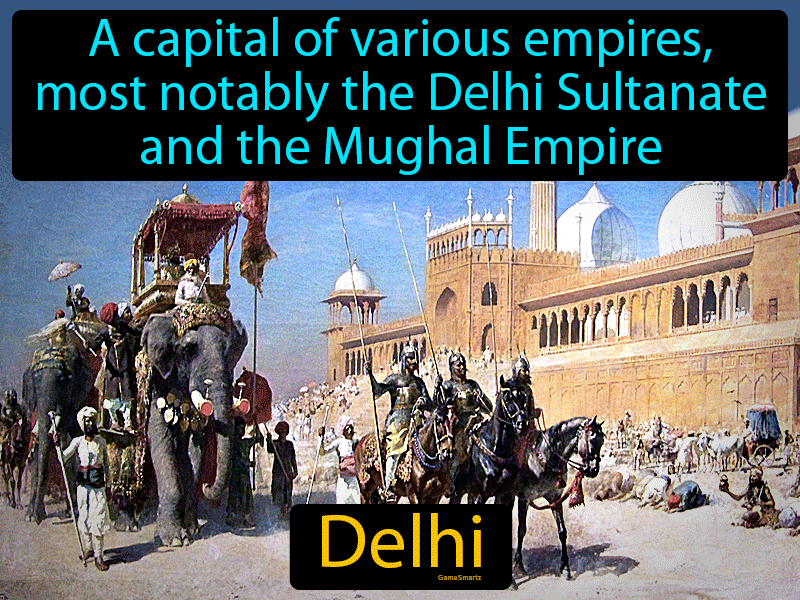 A capital of various empires,
most notably the Delhi Sultanate
and the Mughal Empire
Delhi
GameSmartz